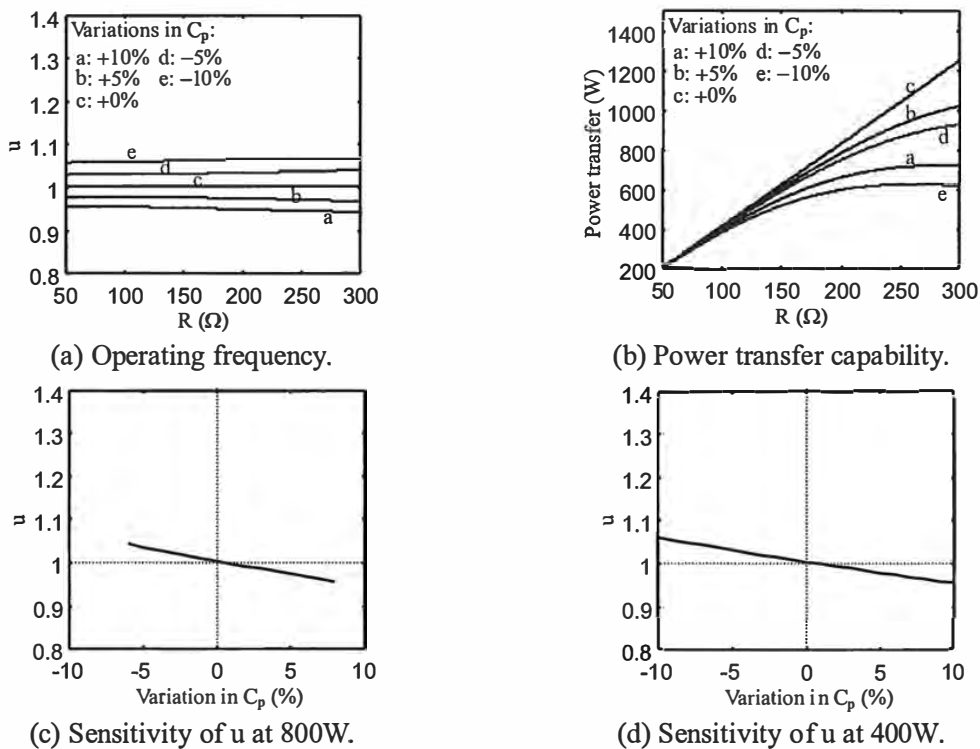 1.4
Variations in Cₚ:
a: +10% d: −5%
b: +5% e: −10%
c: +0%
1.3
1.2
1.1
1
0.9
0.8
u
e
d
c
b
a
50 100 150 200 250 300
R (Ω)
(a) Operating frequency.
1400
1200
1000
800
600
400
200
Power transfer (W)
Variations in Cₚ:
a: +10% d: −5%
b: +5% e: −10%
c: +0%
c
b
d
a
e
50 100 150 200 250 300
R (Ω)
(b) Power transfer capability.
1.4
1.3
1.2
1.1
1
0.9
0.8
u
-10 -5 0 5 10
Variation in Cₚ (%)
(c) Sensitivity of u at 800W.
1.4
1.3
1.2
1.1
1
0.9
0.8
u
-10 -5 0 5 10
Variation in Cₚ (%)
(d) Sensitivity of u at 400W.